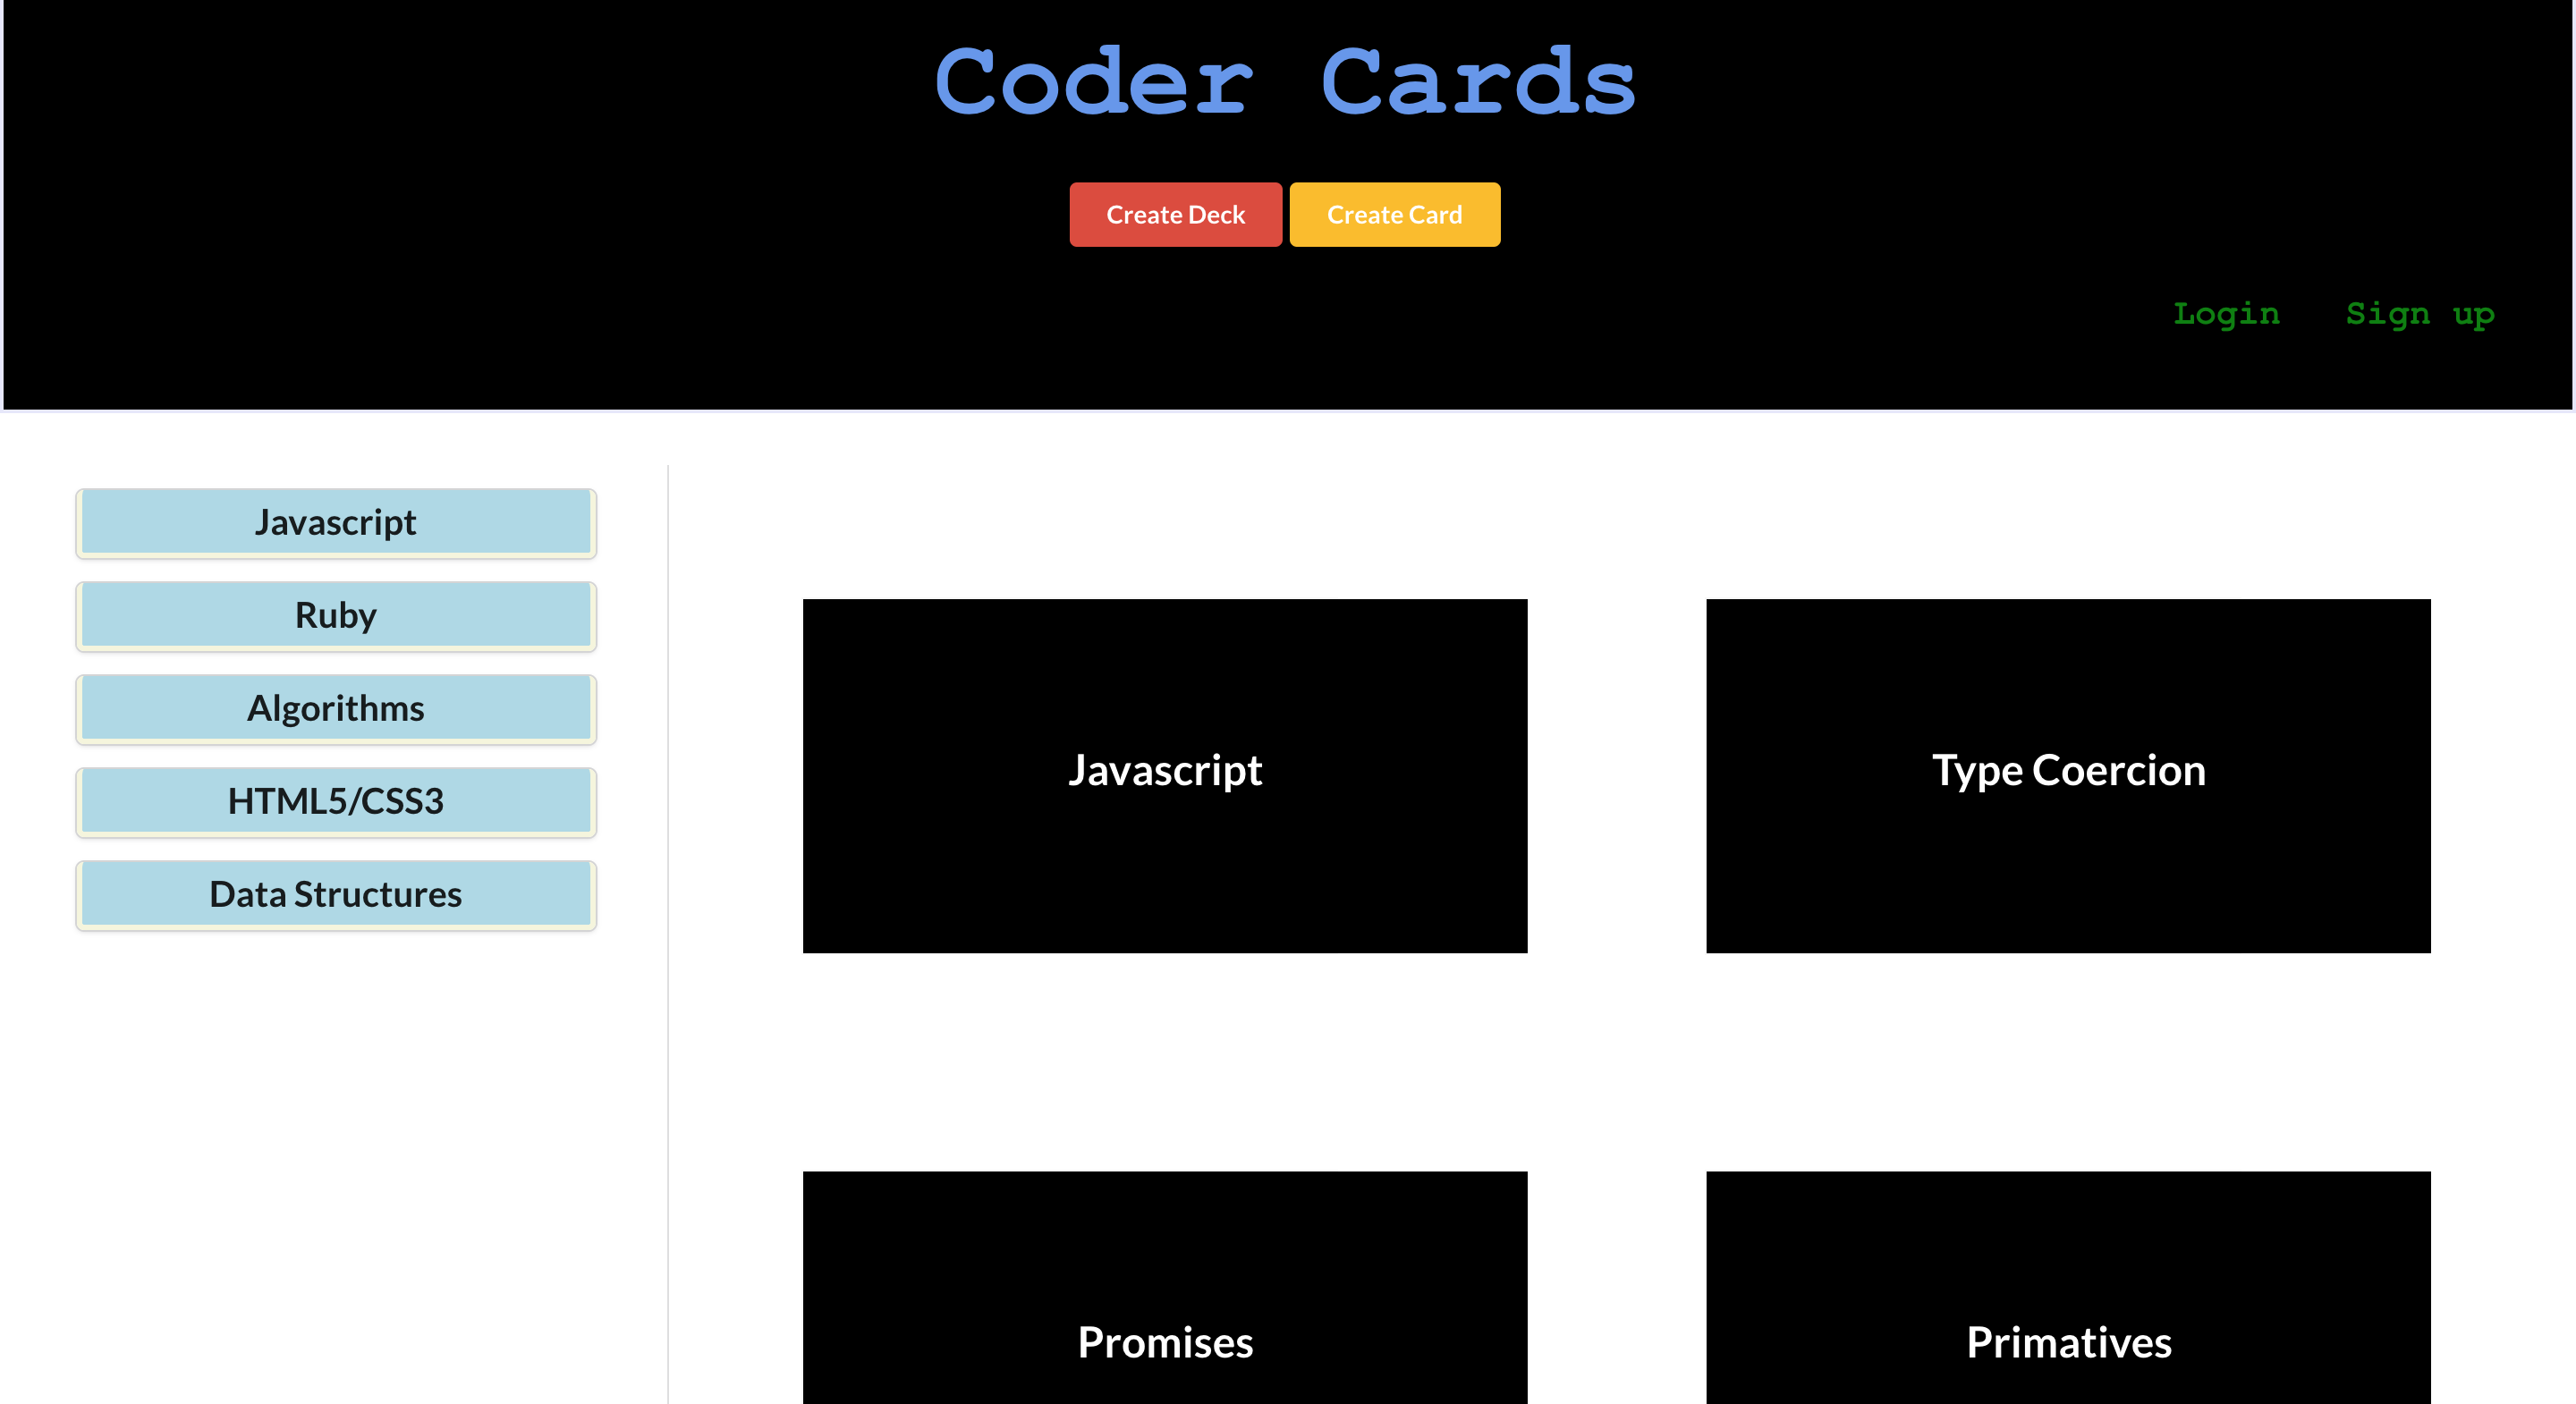 Coder Cards
Create Deck Create Card
Login Sign up
Javascript
Ruby
Algorithms
HTML5/CSS3
Data Structures
Javascript
Type Coercion
Promises
Primatives